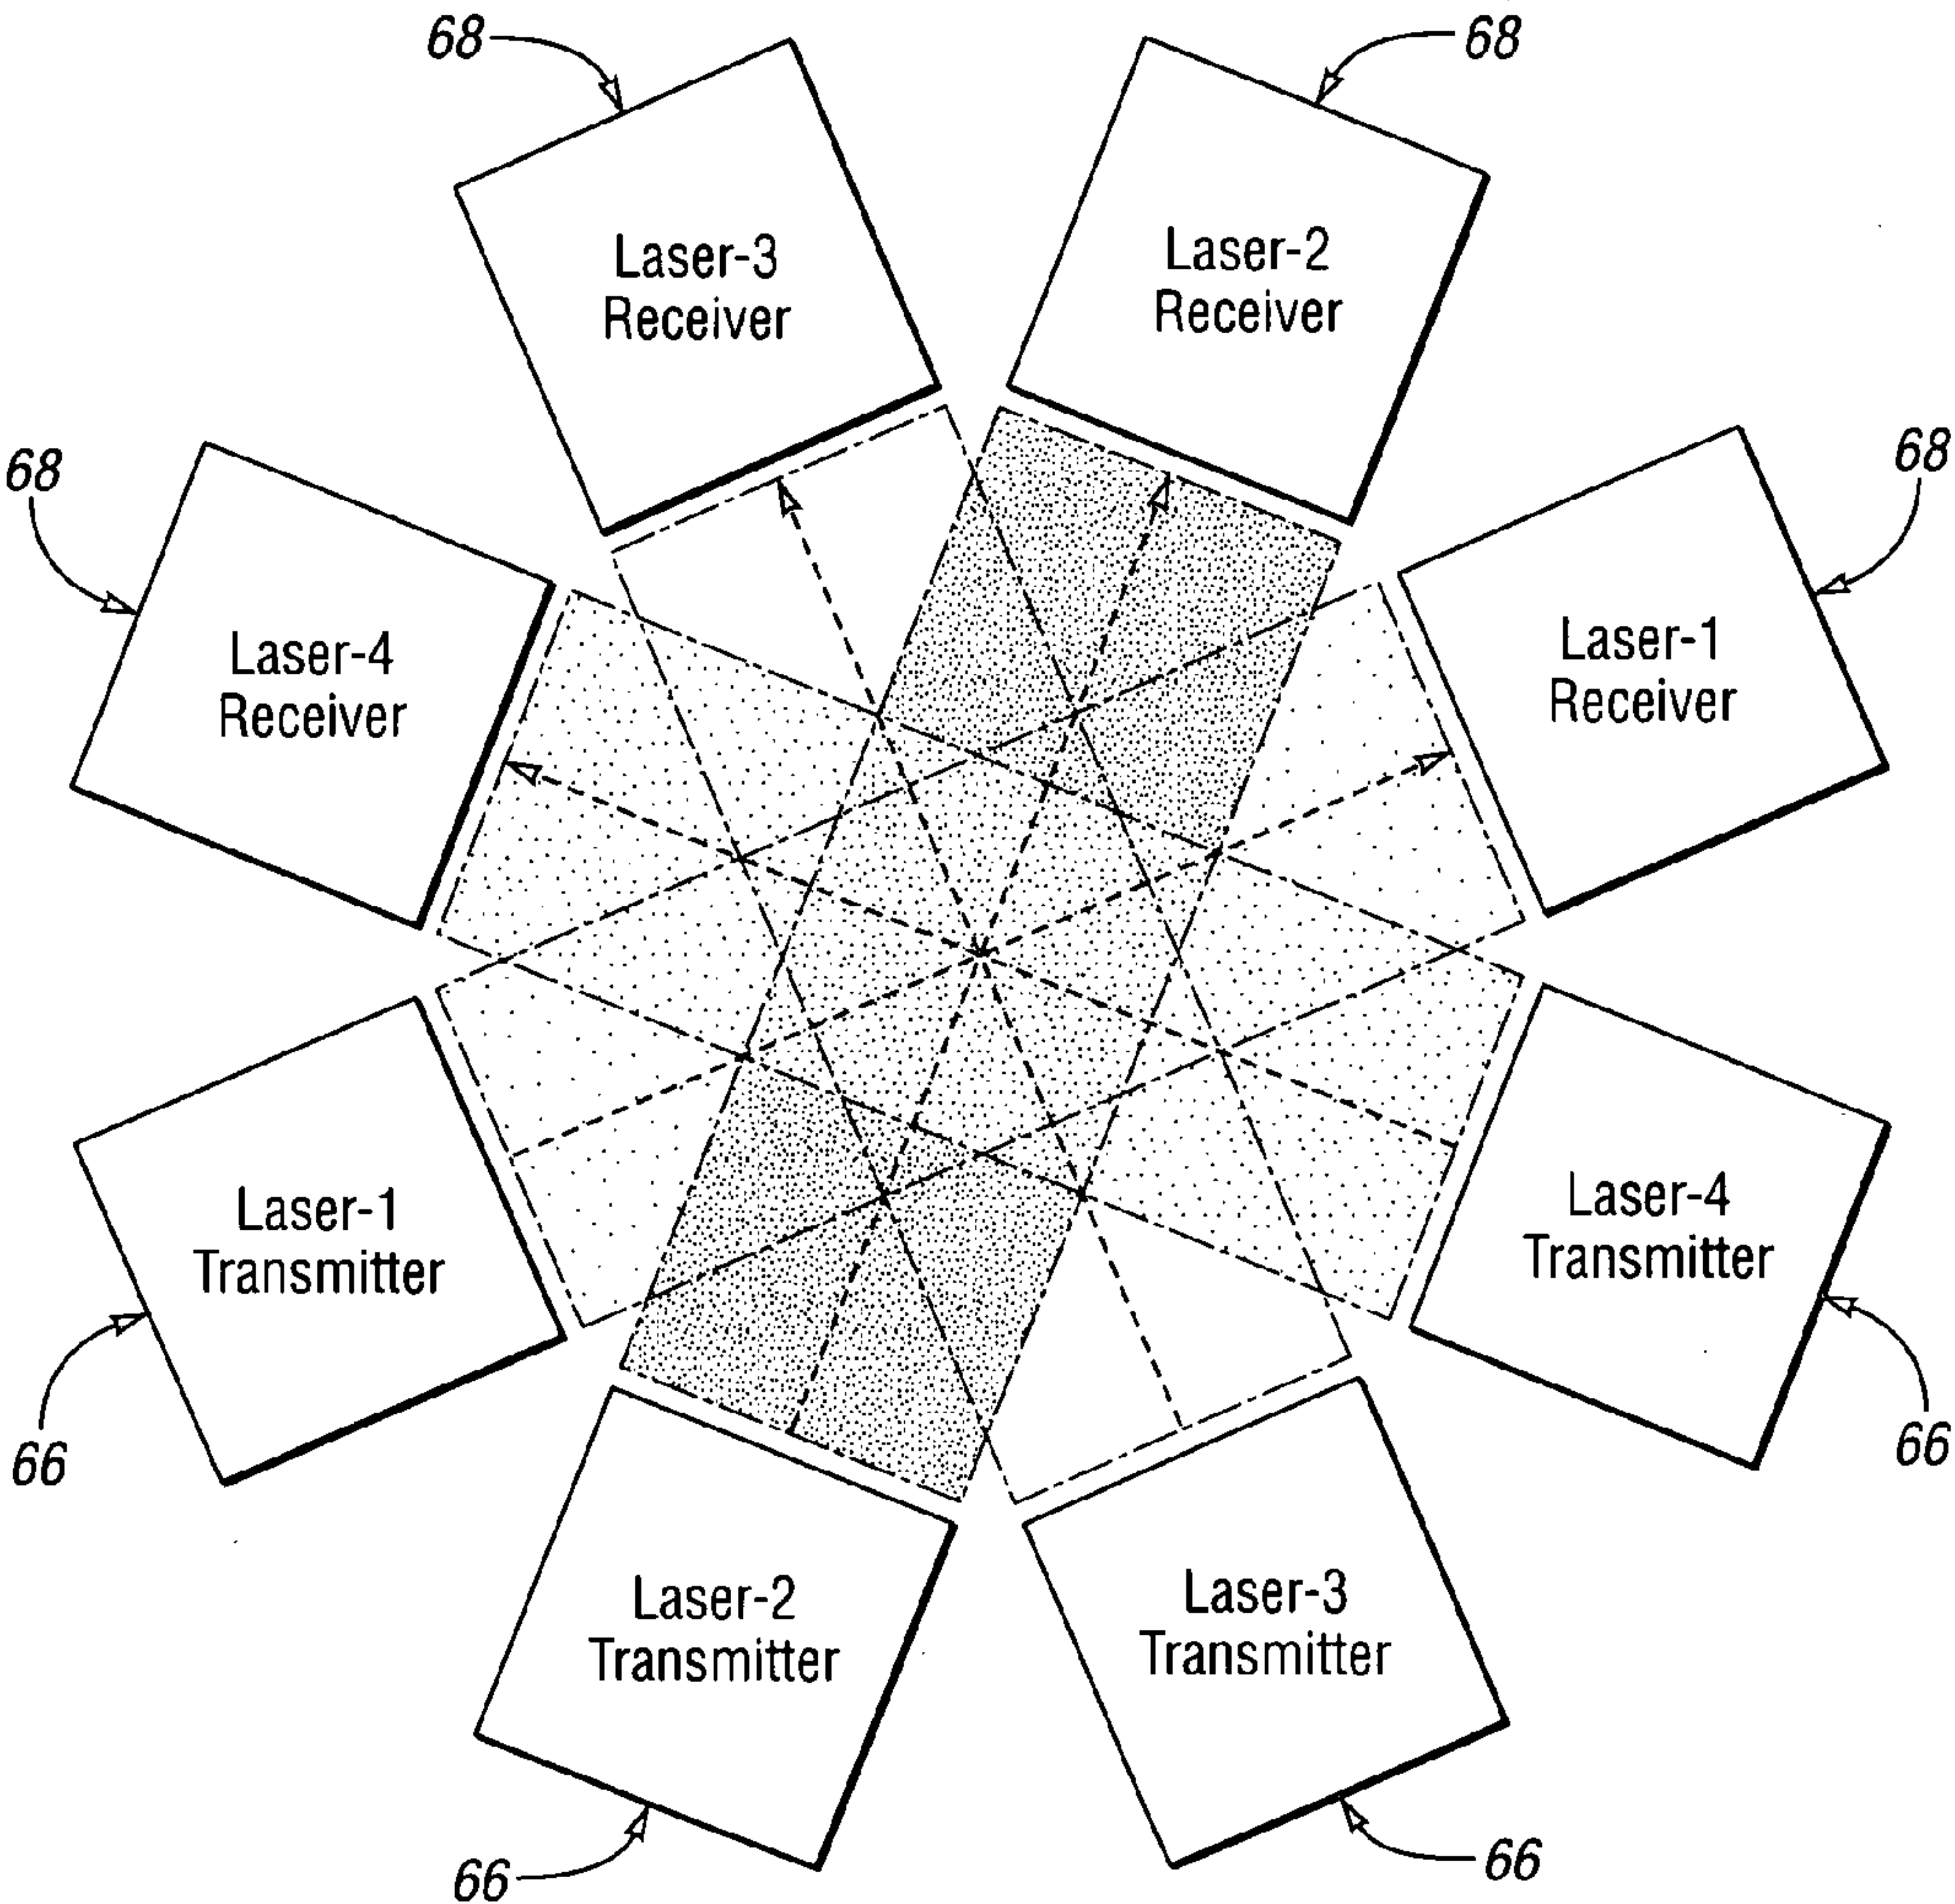 68
68
Laser-3
Receiver
Laser-2
Receiver
68
68
Laser-4
Receiver
Laser-1
Receiver
Laser-1
Transmitter
Laser-4
Transmitter
66
66
Laser-2
Transmitter
Laser-3
Transmitter
66
66